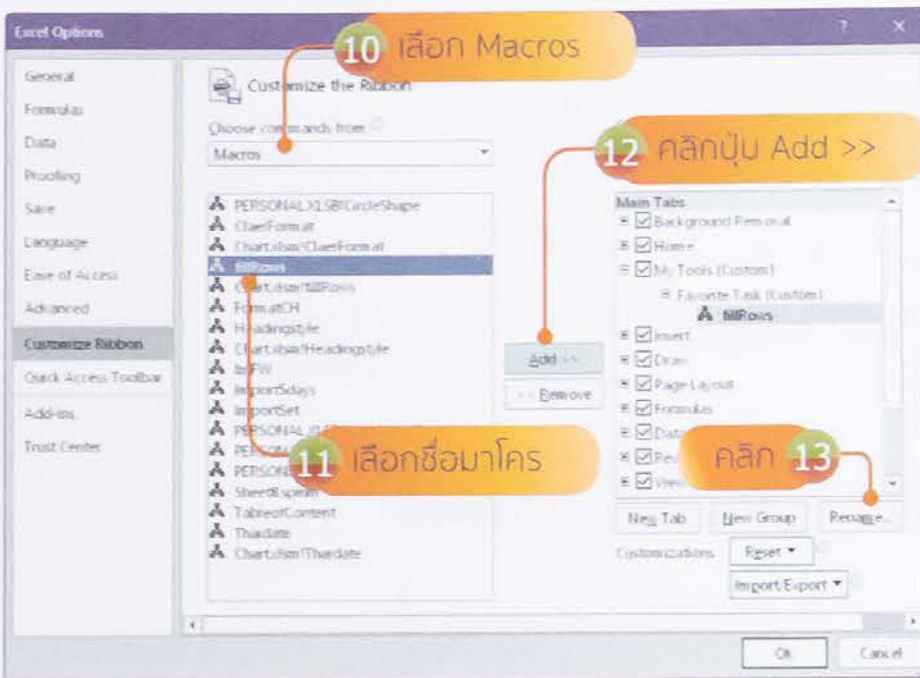 Excel Options
? ×
10 เลือก Macros
General
Formulas
Data
Proofing
Save
Language
Ease of Access
Advanced
Customize Ribbon
Quick Access Toolbar
Add-ins
Trust Center
Customize the Ribbon
Choose commands from:
Macros
12 คลิกปุ่ม Add >>
PERSONAL.XLSB!CircleShape
ClaerFormat
Chart.xlsm!ClaerFormat
fillRows
Chart.xlsm!fillRows
FormatCH
Headingstyle
Chart.xlsm!Headingstyle
Import5days
ImportSet
11 เลือกชื่อมาโคร
TableofContent
Thaidate
Chart.xlsm!Thaidate
Add >>
<< Remove
Main Tabs
Background Removal
Home
My Tools (Custom)
Favorite Task (Custom)
fillRows
Insert
Draw
Page Layout
Formulas
Data
View
คลิก 13
New Tab
New Group
Rename...
Customizations
Reset
Import/Export
OK
Cancel